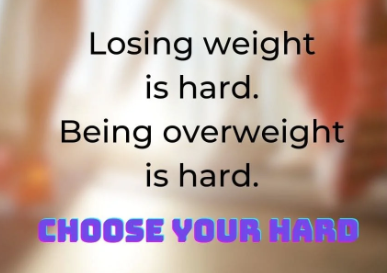 Losing weight
is hard.
Being overweight
is hard.
CHOOSE YOUR HARD